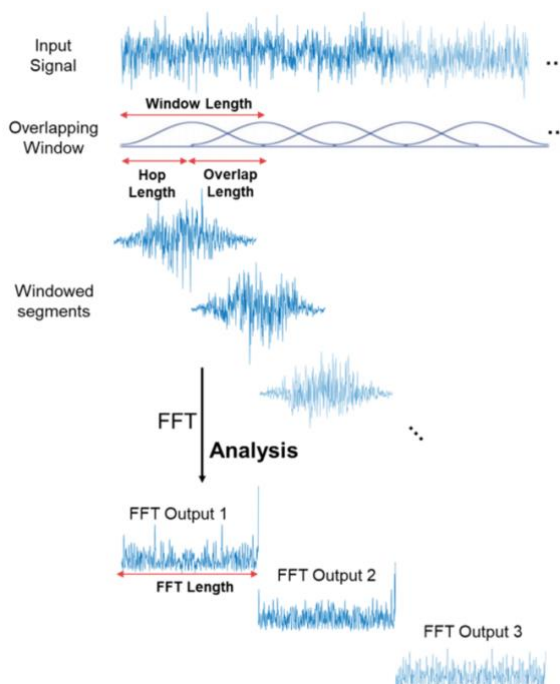 Input
Signal
Window Length
Overlapping
Window
Hop
Length
Overlap
Length
Windowed
segments
FFT
Analysis
FFT Output 1
FFT Length
FFT Output 2
FFT Output 3